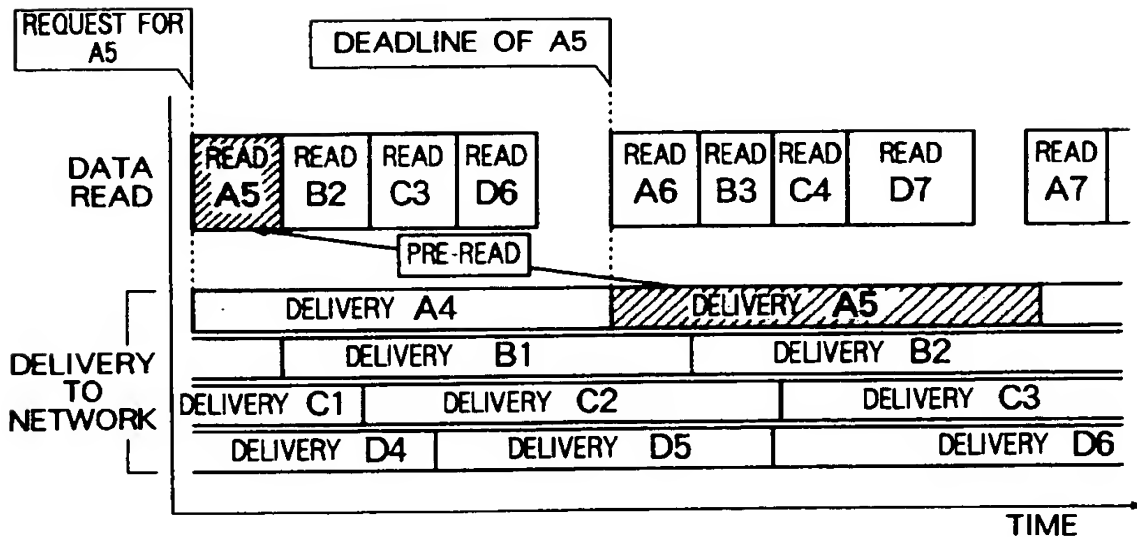 REQUEST FOR
A5
DEADLINE OF A5
DATA
READ
READ
A5
READ
B2
READ
C3
READ
D6
READ
A6
READ
B3
READ
C4
READ
D7
READ
A7
PRE-READ
DELIVERY
TO
NETWORK
DELIVERY A4
DELIVERY A5
DELIVERY B1
DELIVERY B2
DELIVERY C1
DELIVERY C2
DELIVERY C3
DELIVERY D4
DELIVERY D5
DELIVERY D6
TIME